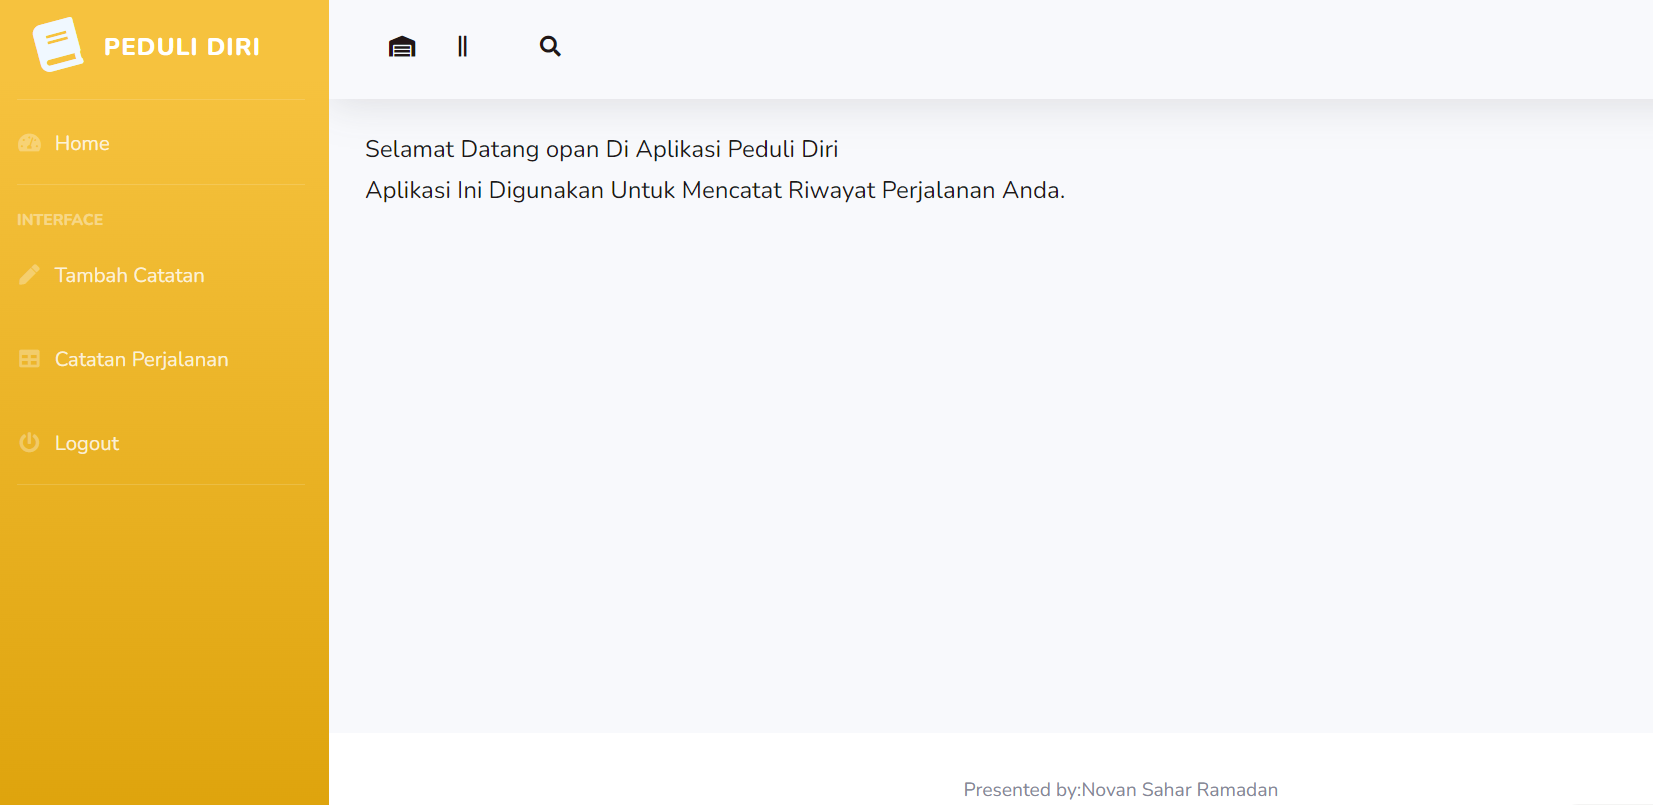 PEDULI DIRI
Home
INTERFACE
Tambah Catatan
Catatan Perjalanan
Logout
||
Selamat Datang opan Di Aplikasi Peduli Diri
Aplikasi Ini Digunakan Untuk Mencatat Riwayat Perjalanan Anda.
Presented by:Novan Sahar Ramadan